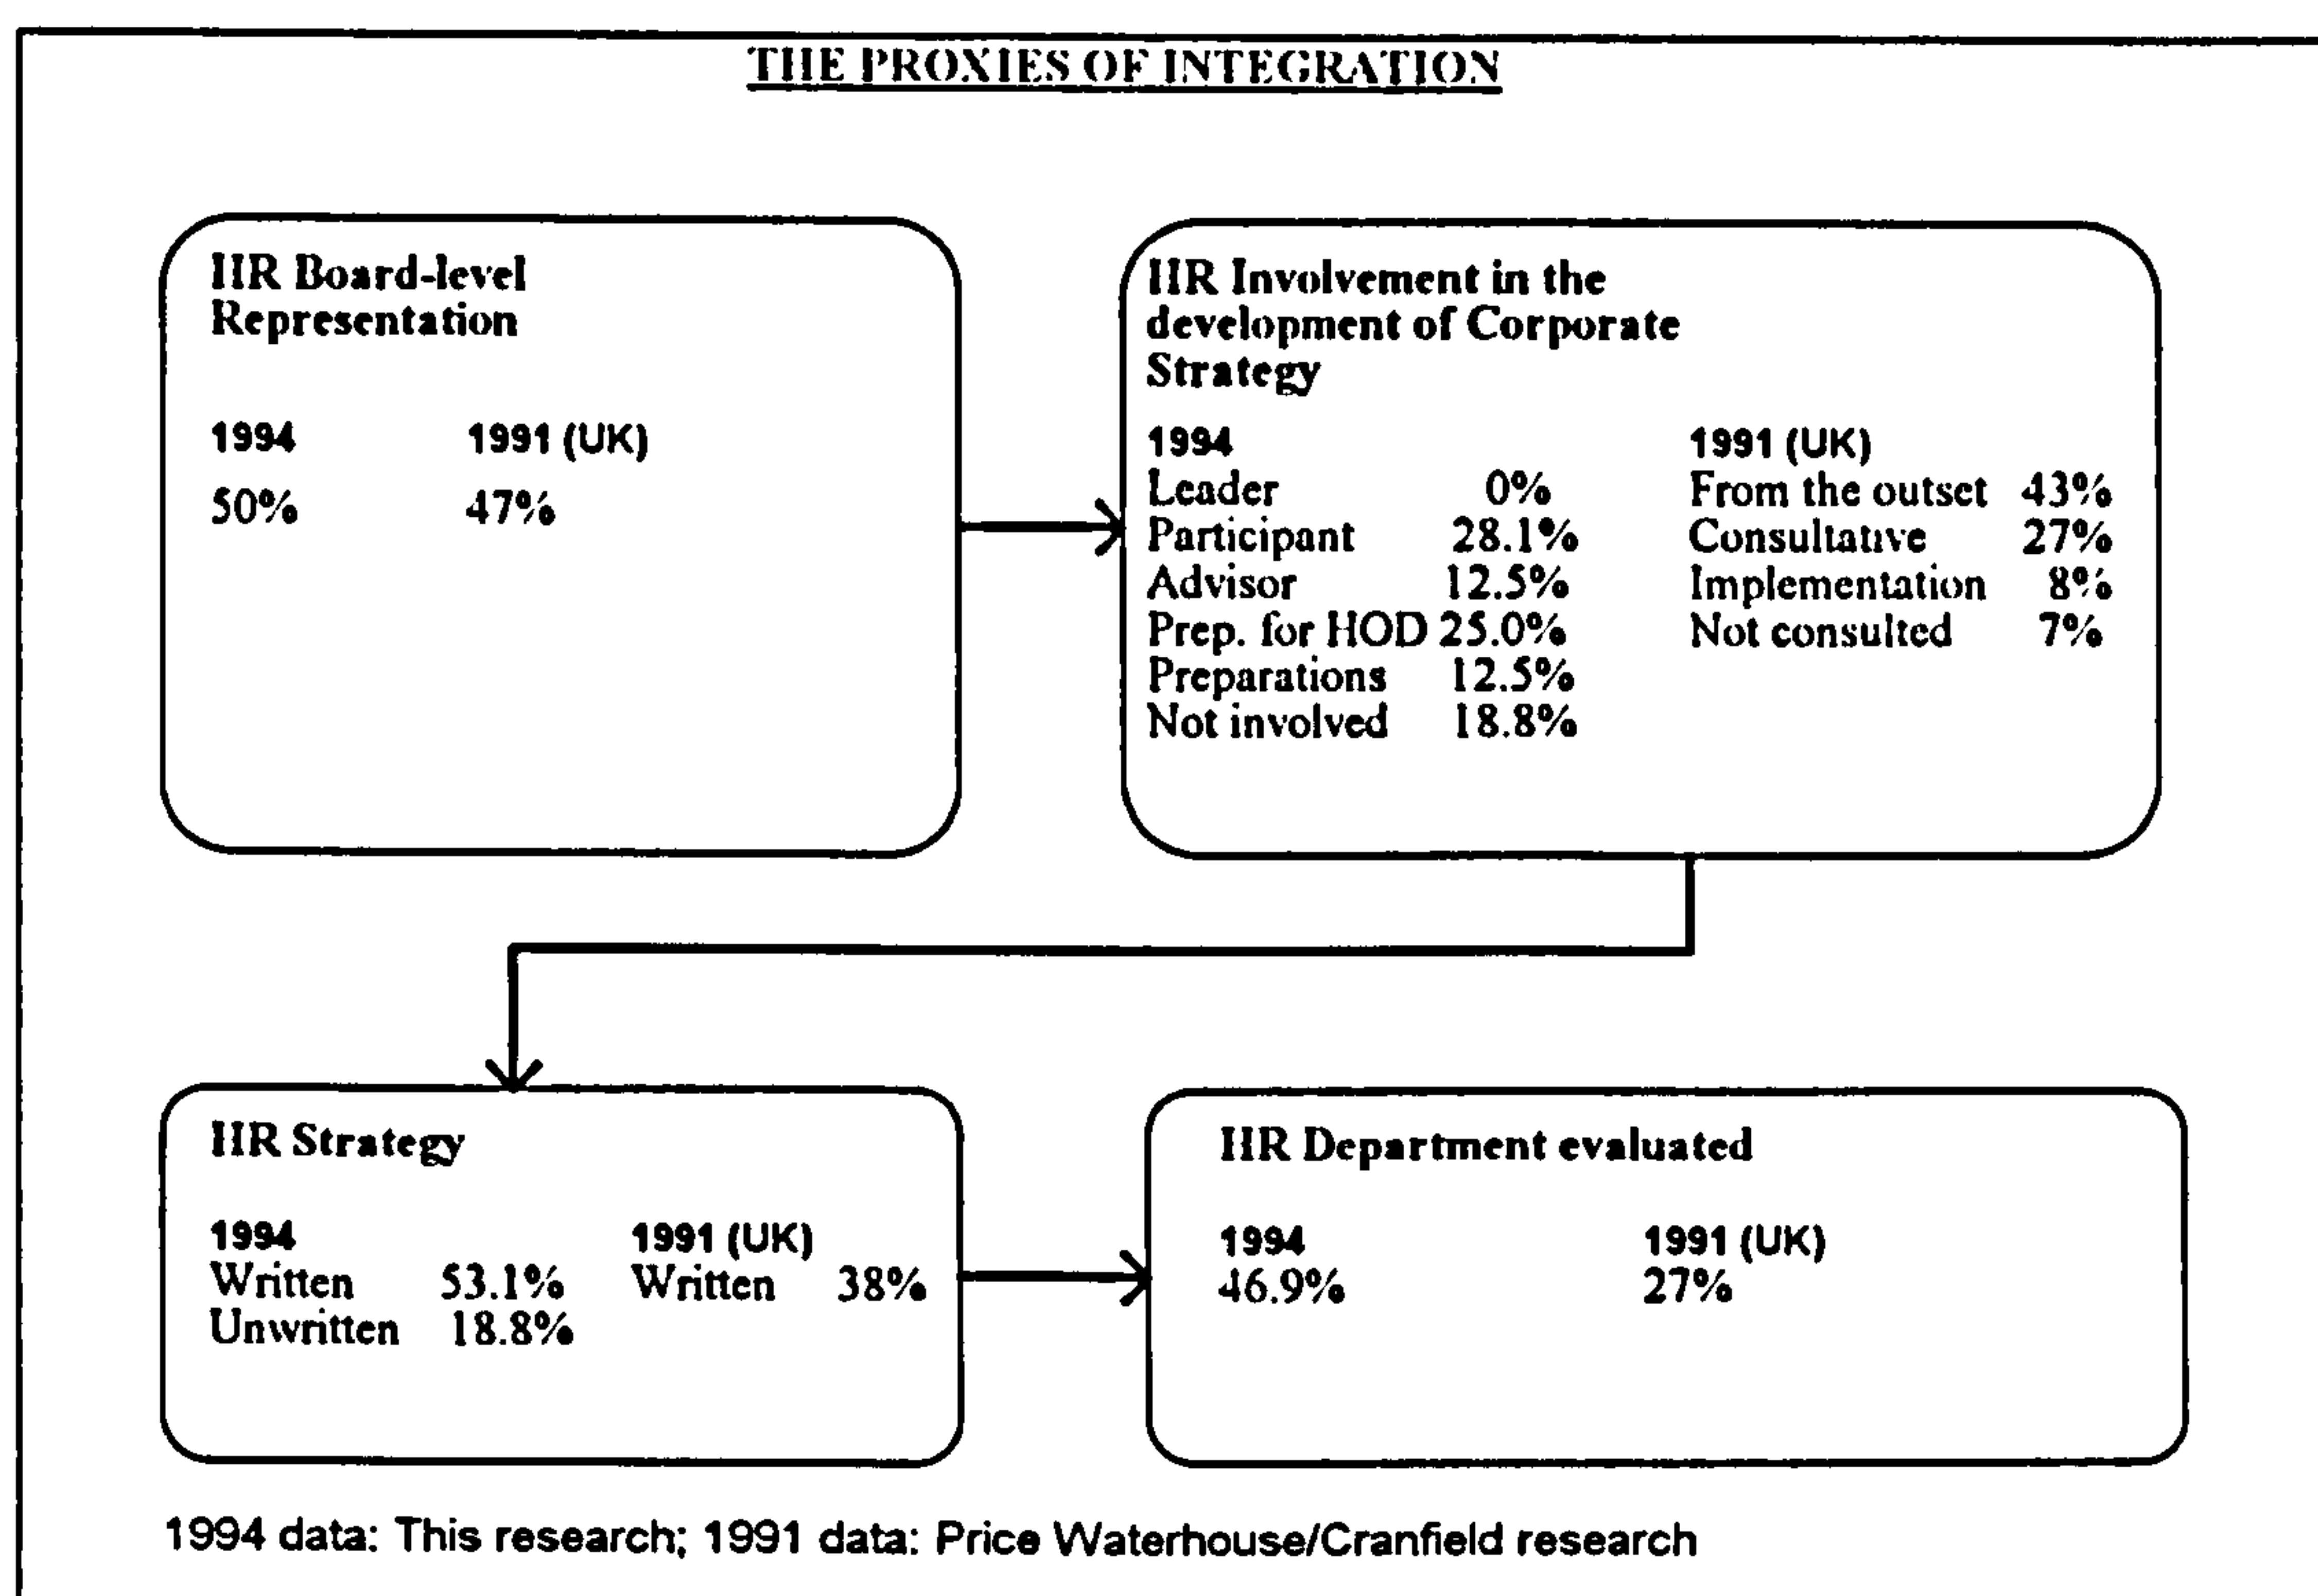 THE PROXIES OF INTEGRATION
HR Board-level
Representation
1994 1991 (UK)
50% 47%
HR Involvement in the
development of Corporate
Strategy
1994 1991 (UK)
Leader 0% From the outset 43%
Participant 28.1% Consultative 27%
Advisor 12.5% Implementation 8%
Prep. for HOD 25.0% Not consulted 7%
Preparations 12.5%
Not involved 18.8%
HR Strategy
1994 1991 (UK)
Written 53.1% Written 38%
Unwritten 18.8%
HR Department evaluated
1994 1991 (UK)
46.9% 27%
1994 data: This research; 1991 data: Price Waterhouse/Cranfield research